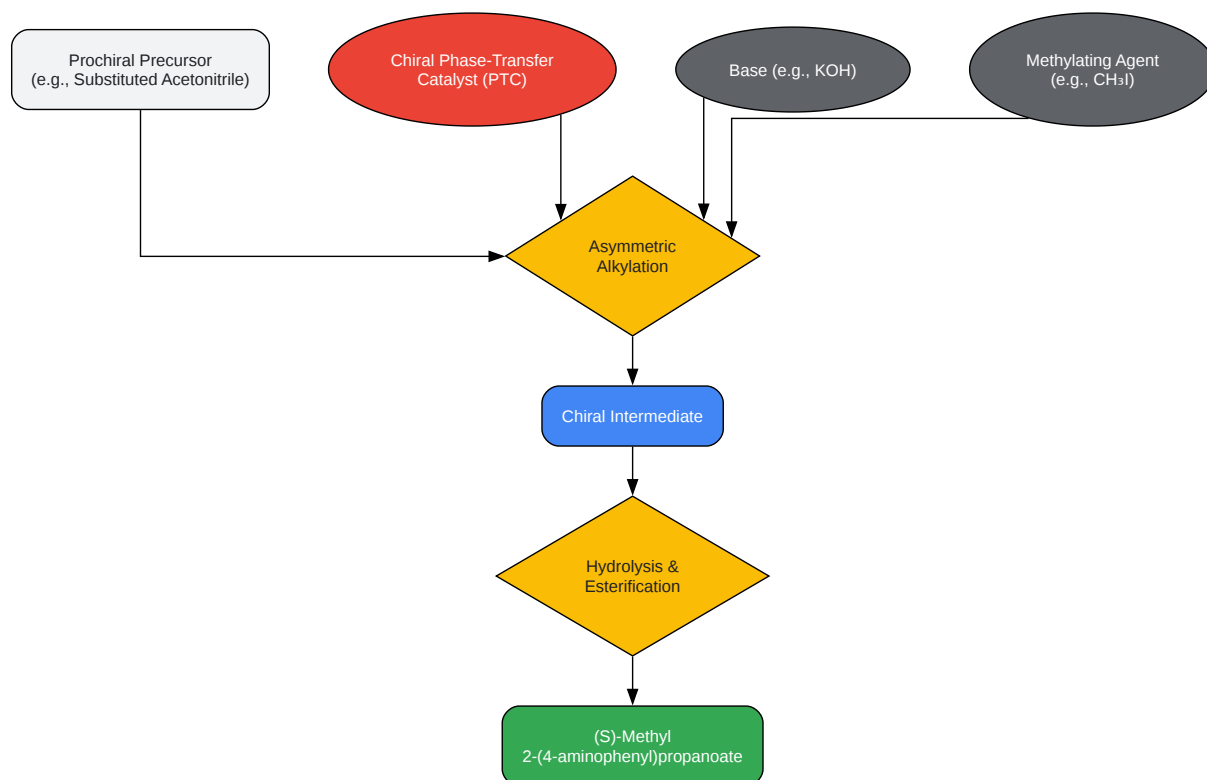 Prochiral Precursor
(e.g., Substituted Acetonitrile)
Chiral Phase-Transfer
Catalyst (PTC)
Base (e.g., KOH)
Methylating Agent
(e.g., CH₃I)
Asymmetric
Alkylation
Chiral Intermediate
Hydrolysis &
Esterification
(S)-Methyl
2-(4-aminophenyl)propanoate